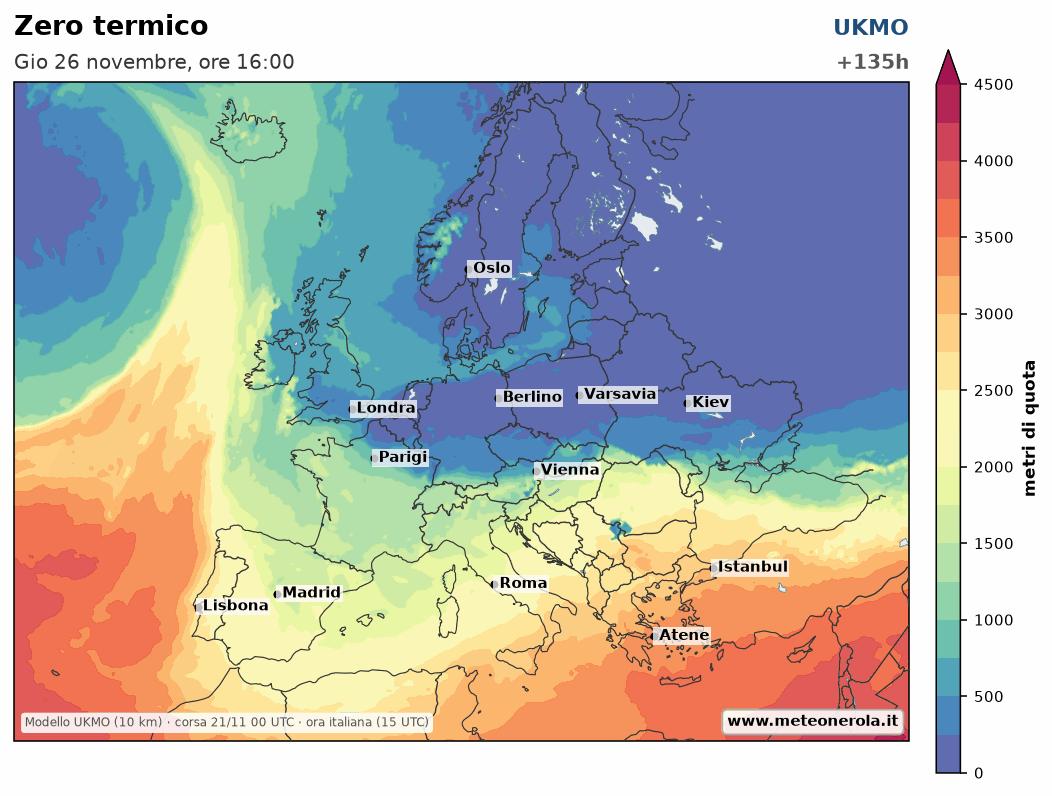 Zero termico
UKMO
Gio 26 novembre, ore 16:00
+135h
4500
4000
3500
3000
2500
2000
1500
1000
500
0
metri di quota
Oslo
Londra
Berlino
Varsavia
Kiev
Parigi
Vienna
Istanbul
Roma
Madrid
Lisbona
Atene
Modello UKMO (10 km) · corsa 21/11 00 UTC · ora italiana (15 UTC)
www.meteonerola.it